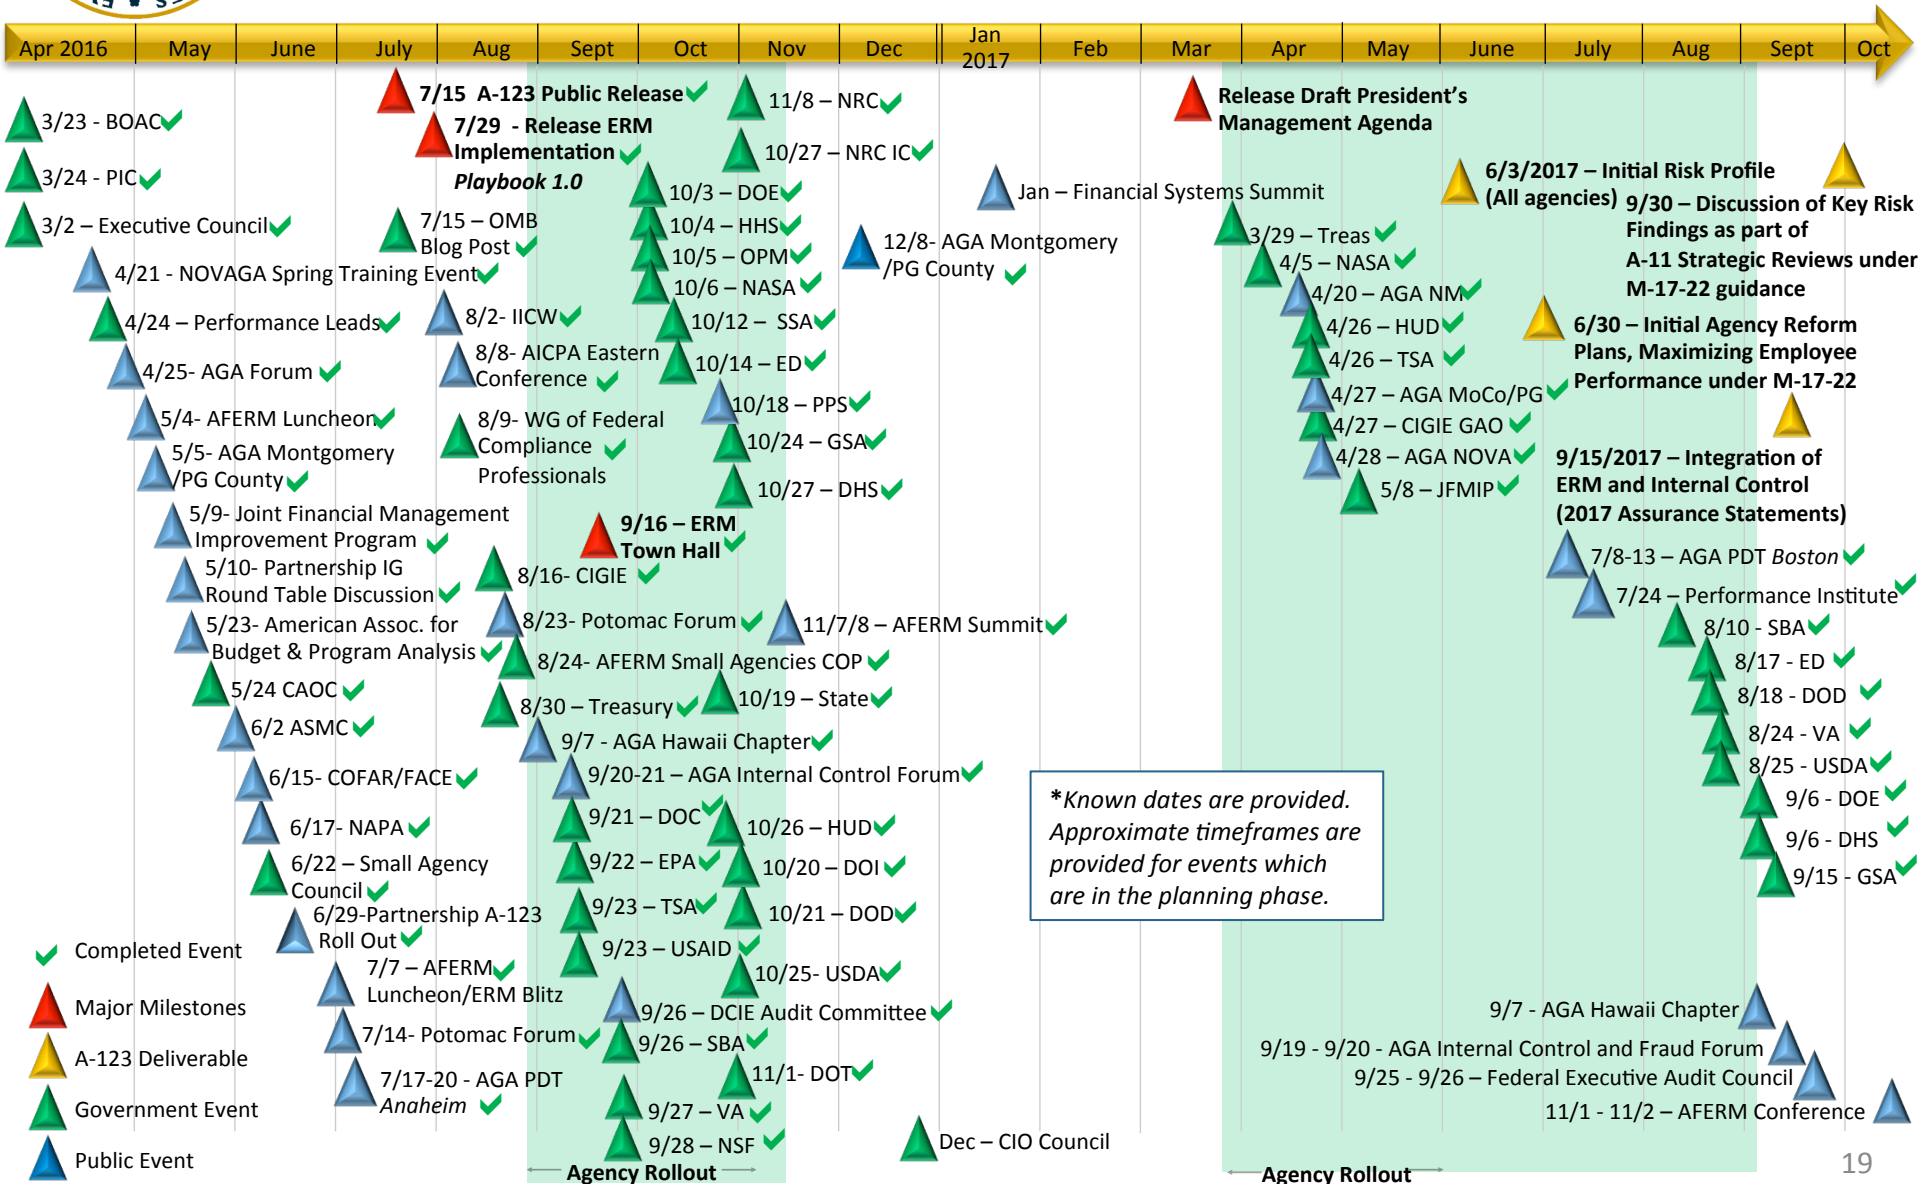 S A E
Apr 2016 May June July Aug Sept Oct Nov Dec Jan
2017 Feb Mar Apr May June July Aug Sept Oct
3/23 - BOAC
3/24 - PIC
3/2 – Executive Council
4/21 - NOVAGA Spring Training Event
4/24 – Performance Leads
4/25- AGA Forum
5/4- AFERM Luncheon
5/5- AGA Montgomery
/PG County
5/9- Joint Financial Management
Improvement Program
5/10- Partnership IG
Round Table Discussion
5/23- American Assoc. for
Budget & Program Analysis
5/24 CAOC
6/2 ASMC
6/15- COFAR/FACE
6/17- NAPA
6/22 – Small Agency
Council
6/29-Partnership A-123
Roll Out
7/7 – AFERM
Luncheon/ERM Blitz
7/14- Potomac Forum
7/17-20 - AGA PDT
Anaheim
7/15 A-123 Public Release
7/29 - Release ERM
Implementation
Playbook 1.0
7/15 – OMB
Blog Post
8/2- IICW
8/8- AICPA Eastern
Conference
8/9- WG of Federal
Compliance
Professionals
9/16 – ERM
Town Hall
8/16- CIGIE
8/23- Potomac Forum
8/24- AFERM Small Agencies COP
8/30 – Treasury
9/7 - AGA Hawaii Chapter
9/20-21 – AGA Internal Control Forum
9/21 – DOC
9/22 – EPA
9/23 – TSA
9/23 – USAID
9/26 – DCIE Audit Committee
9/26 – SBA
9/27 – VA
9/28 – NSF
11/8 – NRC
10/27 – NRC IC
10/3 – DOE
10/4 – HHS
10/5 – OPM
10/6 – NASA
10/12 – SSA
10/14 – ED
10/18 – PPS
10/24 – GSA
10/27 – DHS
11/7/8 – AFERM Summit
10/19 – State
10/26 – HUD
10/20 – DOI
10/21 – DOD
10/25- USDA
11/1- DOT
Dec – CIO Council
12/8- AGA Montgomery
/PG County
Jan – Financial Systems Summit
Release Draft President’s
Management Agenda
3/29 – Treas
4/5 – NASA
4/20 – AGA NM
4/26 – HUD
4/26 – TSA
4/27 – AGA MoCo/PG
4/27 – CIGIE GAO
4/28 – AGA NOVA
5/8 – JFMIP
6/3/2017 – Initial Risk Profile
(All agencies)
9/30 – Discussion of Key Risk
Findings as part of
A-11 Strategic Reviews under
M-17-22 guidance
6/30 – Initial Agency Reform
Plans, Maximizing Employee
Performance under M-17-22
9/15/2017 – Integration of
ERM and Internal Control
(2017 Assurance Statements)
7/8-13 – AGA PDT Boston
7/24 – Performance Institute
8/10 - SBA
8/17 - ED
8/18 - DOD
8/24 - VA
8/25 - USDA
9/6 - DOE
9/6 - DHS
9/15 - GSA
*Known dates are provided.
Approximate timeframes are
provided for events which
are in the planning phase.
9/7 - AGA Hawaii Chapter
9/19 - 9/20 - AGA Internal Control and Fraud Forum
9/25 - 9/26 – Federal Executive Audit Council
11/1 - 11/2 – AFERM Conference
Completed Event
Major Milestones
A-123 Deliverable
Government Event
Public Event
Agency Rollout
Agency Rollout
19